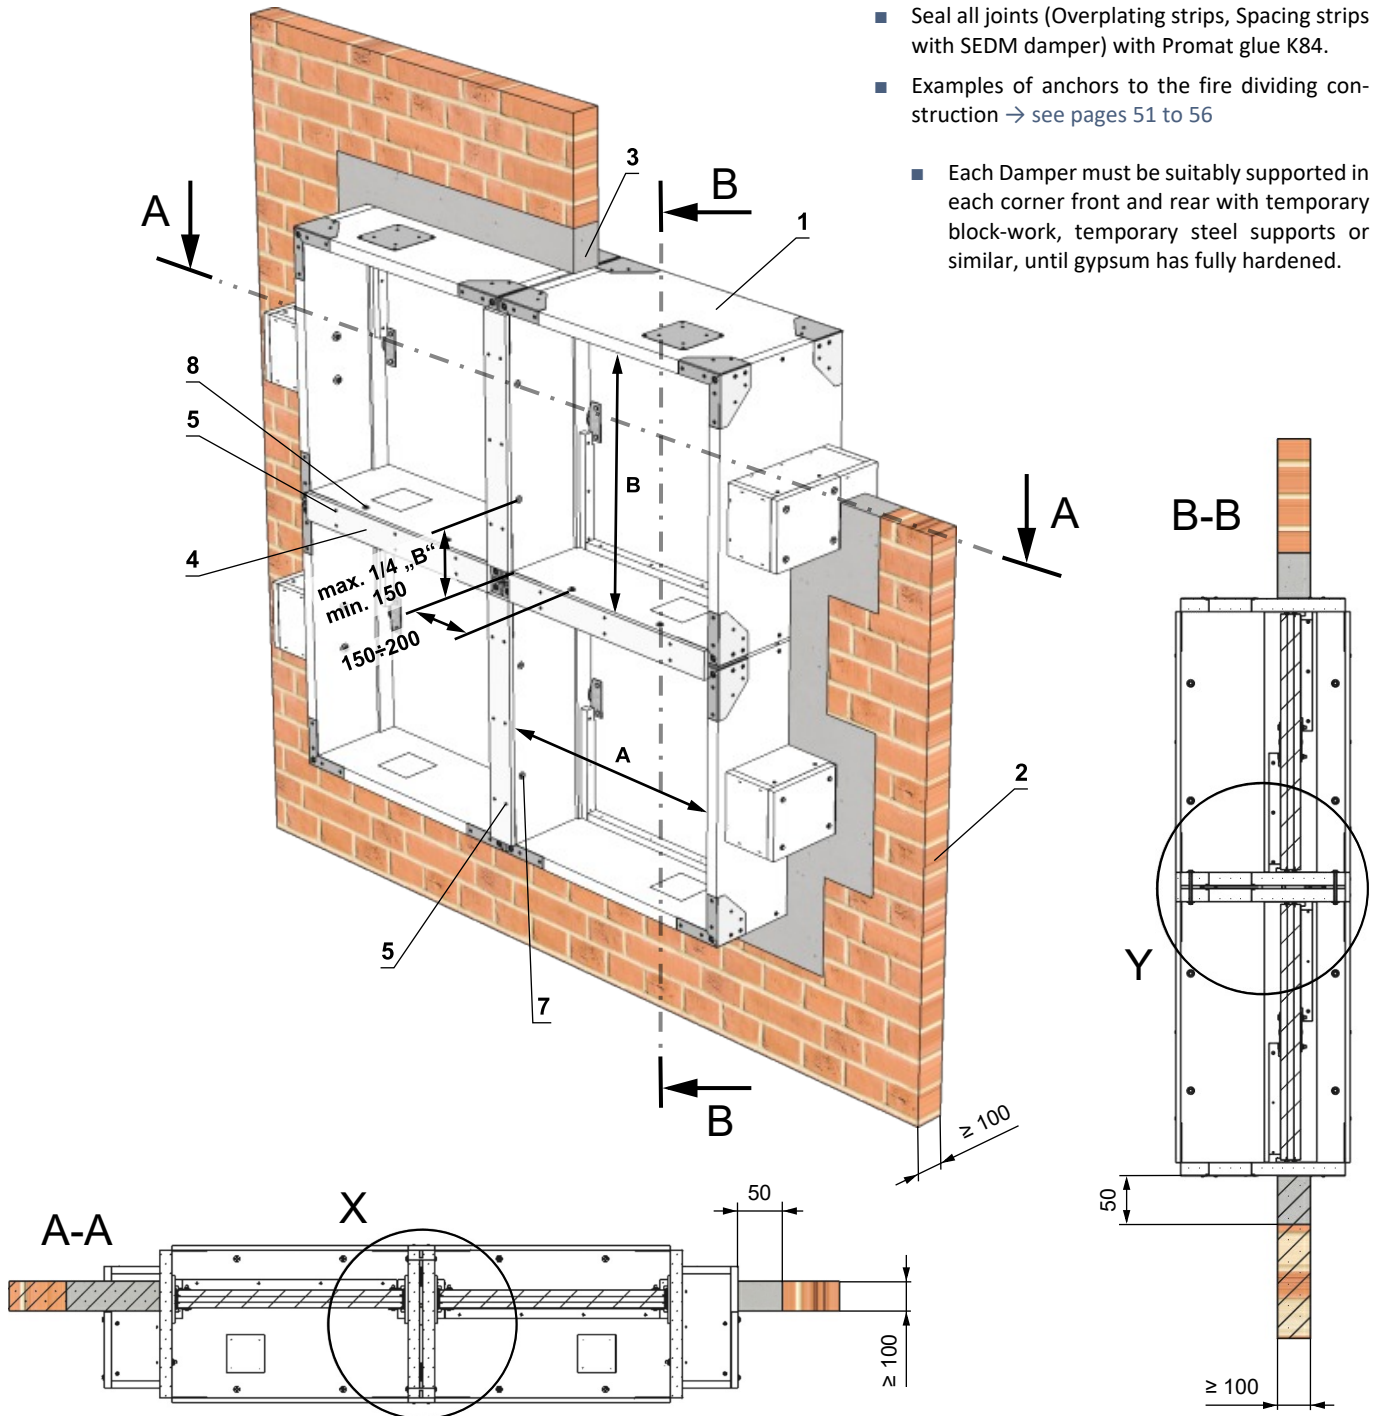 ■ Seal all joints (Overplating strips, Spacing strips
with SEDM damper) with Promat glue K84.
■ Examples of anchors to the fire dividing con-
struction → see pages 51 to 56
■ Each Damper must be suitably supported in
each corner front and rear with temporary
block-work, temporary steel supports or
similar, until gypsum has fully hardened.
3
B
A
1
8
5
B
A
B-B
4
max. 1/4 „B“
min. 150
150÷200
A
2
5
7
Y
B
≥ 100
50
X
50
A-A
≥ 100
≥ 100